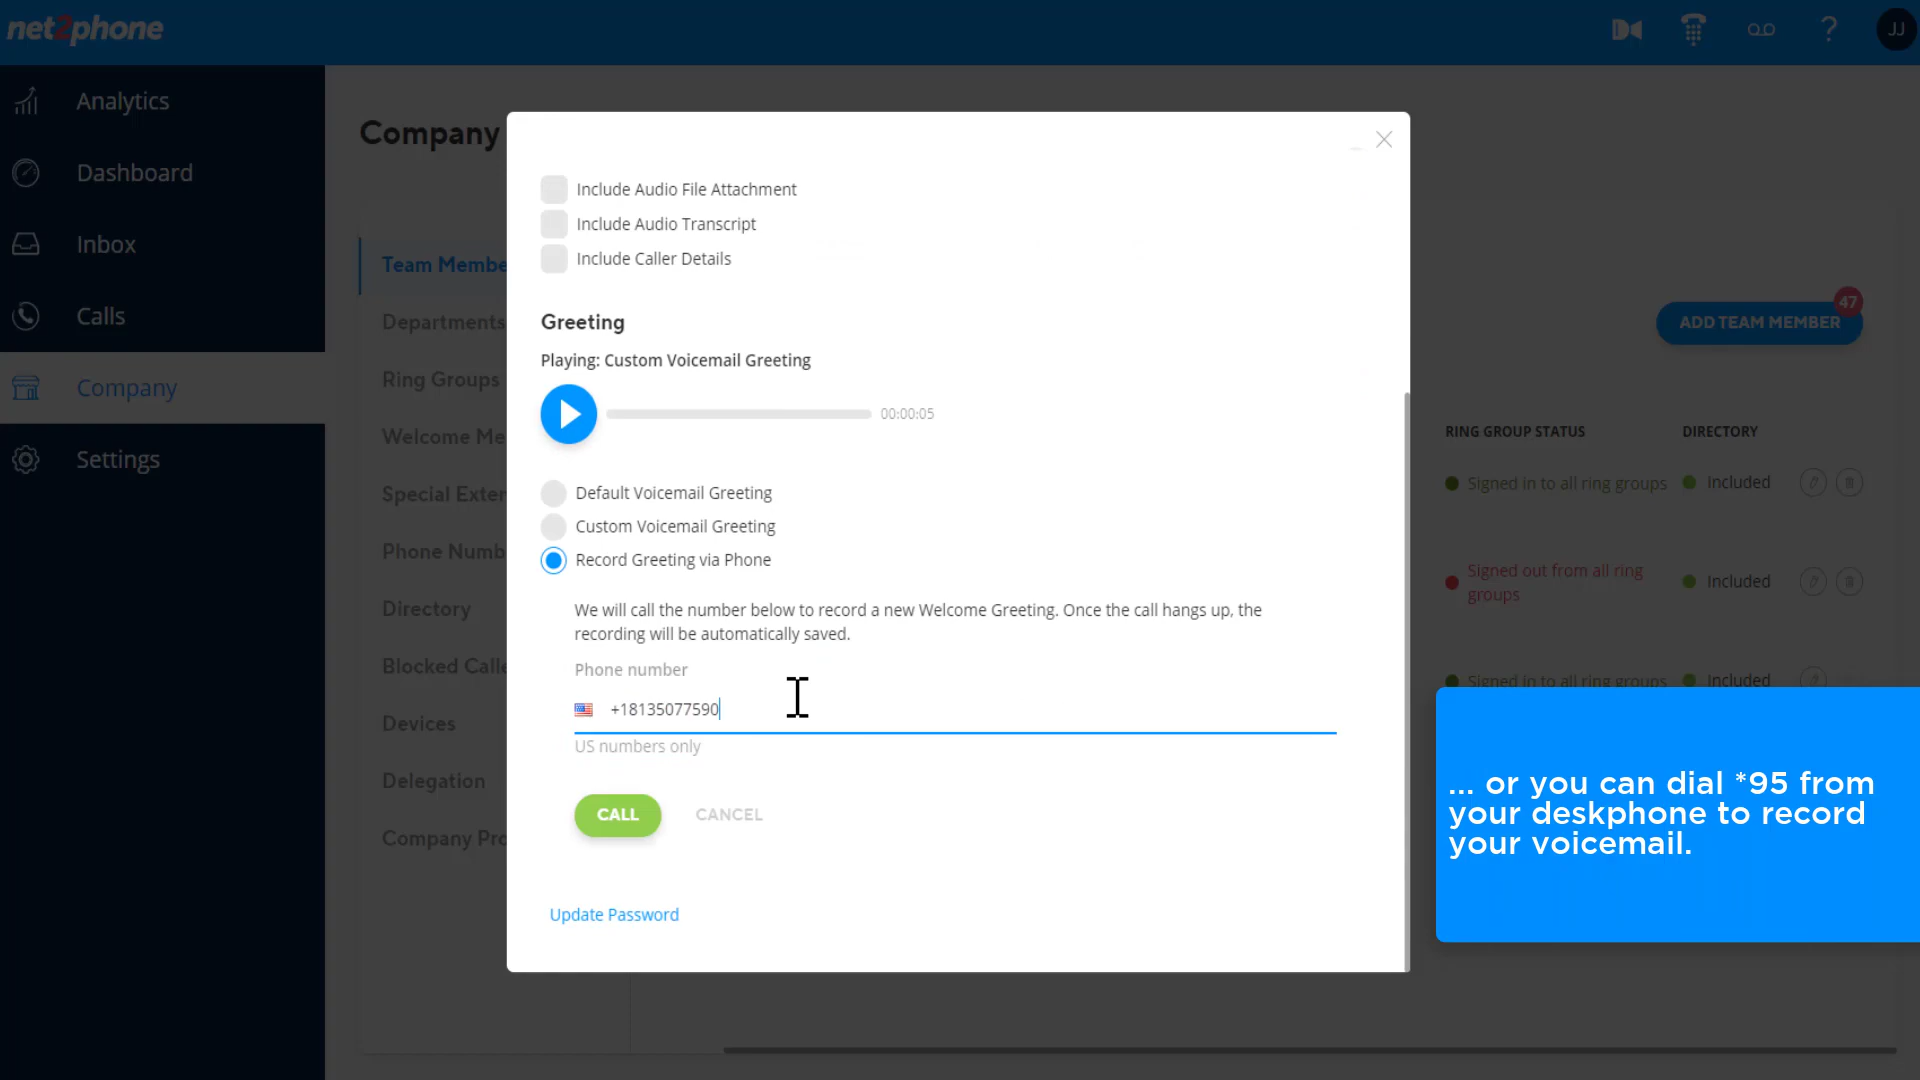 net2phone
JJ
Analytics
Dashboard
Inbox
Calls
Company
Settings
Company
Team Membe
Departments
Ring Groups
Welcome Me
Special Exter
Phone Numb
Directory
Blocked Calle
Devices
Delegation
Company Pro
Include Audio File Attachment
Include Audio Transcript
Include Caller Details
Greeting
Playing: Custom Voicemail Greeting
00:00:05
Default Voicemail Greeting
Custom Voicemail Greeting
Record Greeting via Phone
We will call the number below to record a new Welcome Greeting. Once the call hangs up, the
recording will be automatically saved.
Phone number
+18135077590
US numbers only
CALL CANCEL
Update Password
47
ADD TEAM MEMBER
RING GROUP STATUS DIRECTORY
Signed in to all ring groups Included
Signed out from all ring
groups
Included
Signed in to all ring groups Included
... or you can dial *95 from
your deskphone to record
your voicemail.